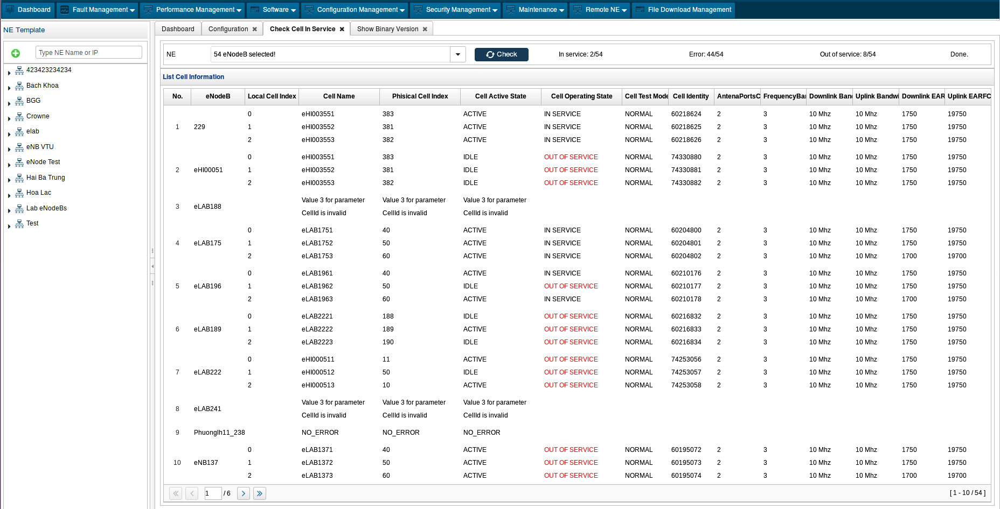 Dashboard Fault Management Performance Management Software Configuration Management Security Management Maintenance Remote NE File Download Management
NE Template
Type NE Name or IP
423423234234
Bach Khoa
BGG
Crowne
elab
eNB VTU
eNode Test
Hai Ba Trung
Hoa Lac
Lab eNodeBs
Test
Dashboard Configuration Check Cell In Service Show Binary Version
NE 54 eNodeB selected! Check In service: 2/54 Error: 44/54 Out of service: 8/54 Done.
List Cell Information
No. eNodeB Local Cell Index Cell Name Phisical Cell Index Cell Active State Cell Operating State Cell Test Mode Cell Identity AntenaPortsC FrequencyBar Downlink Band Uplink Bandwi Downlink EAR Uplink EARFC
0 eHI003551 383 ACTIVE IN SERVICE NORMAL 60218624 2 3 10 Mhz 10 Mhz 1750 19750
1 229 1 eHI003552 381 ACTIVE IN SERVICE NORMAL 60218625 2 3 10 Mhz 10 Mhz 1750 19750
2 eHI003553 382 ACTIVE IN SERVICE NORMAL 60218626 2 3 10 Mhz 10 Mhz 1750 19750
0 eHI003551 383 IDLE OUT OF SERVICE NORMAL 74330880 2 3 10 Mhz 10 Mhz 1750 19750
2 eHI00051 1 eHI003552 381 IDLE OUT OF SERVICE NORMAL 74330881 2 3 10 Mhz 10 Mhz 1750 19750
2 eHI003553 382 IDLE OUT OF SERVICE NORMAL 74330882 2 3 10 Mhz 10 Mhz 1750 19750
Value 3 for parameter Value 3 for parameter Value 3 for parameter
3 eLAB188
CellId is invalid CellId is invalid CellId is invalid
0 eLAB1751 40 ACTIVE IN SERVICE NORMAL 60204800 2 3 10 Mhz 10 Mhz 1750 19750
4 eLAB175 1 eLAB1752 50 ACTIVE IN SERVICE NORMAL 60204801 2 3 10 Mhz 10 Mhz 1750 19750
2 eLAB1753 60 ACTIVE IN SERVICE NORMAL 60204802 2 3 10 Mhz 10 Mhz 1700 19700
0 eLAB1961 40 ACTIVE IN SERVICE NORMAL 60210176 2 3 10 Mhz 10 Mhz 1750 19750
5 eLAB196 1 eLAB1962 50 IDLE OUT OF SERVICE NORMAL 60210177 2 3 10 Mhz 10 Mhz 1750 19750
2 eLAB1963 60 ACTIVE IN SERVICE NORMAL 60210178 2 3 10 Mhz 10 Mhz 1700 19750
0 eLAB2221 188 IDLE OUT OF SERVICE NORMAL 60216832 2 3 10 Mhz 10 Mhz 1750 19750
6 eLAB189 1 eLAB2222 189 ACTIVE OUT OF SERVICE NORMAL 60216833 2 3 10 Mhz 10 Mhz 1750 19750
2 eLAB2223 190 IDLE OUT OF SERVICE NORMAL 60216834 2 3 10 Mhz 10 Mhz 1750 19750
0 eHI000511 11 ACTIVE OUT OF SERVICE NORMAL 74253056 2 3 10 Mhz 10 Mhz 1750 19750
7 eLAB222 1 eHI000512 50 IDLE OUT OF SERVICE NORMAL 74253057 2 3 10 Mhz 10 Mhz 1750 19750
2 eHI000513 10 ACTIVE OUT OF SERVICE NORMAL 74253058 2 3 10 Mhz 10 Mhz 1750 19750
Value 3 for parameter Value 3 for parameter Value 3 for parameter
8 eLAB241
CellId is invalid CellId is invalid CellId is invalid
9 Phuonglh11_238 NO_ERROR NO_ERROR NO_ERROR
0 eLAB1371 40 ACTIVE OUT OF SERVICE NORMAL 60195072 2 3 10 Mhz 10 Mhz 1750 19750
10 eNB137 1 eLAB1372 50 ACTIVE OUT OF SERVICE NORMAL 60195073 2 3 10 Mhz 10 Mhz 1750 19750
2 eLAB1373 60 ACTIVE OUT OF SERVICE NORMAL 60195074 2 3 10 Mhz 10 Mhz 1700 19700
1 / 6 [ 1 - 10 / 54 ]